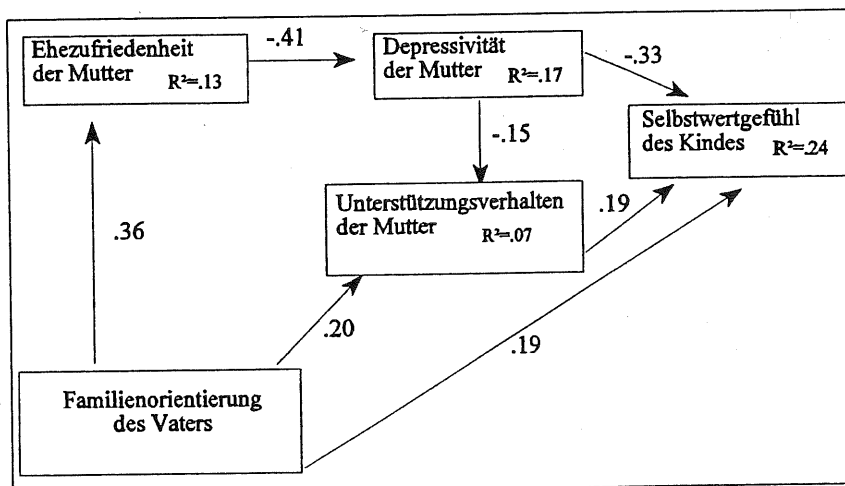 Ehezufriedenheit
der Mutter R²=.13
-.41
Depressivität
der Mutter R²=.17
-.33
Selbstwertgefühl
des Kindes R²=.24
-.15
Unterstützungsverhalten
der Mutter R²=.07
.19
.36
.20
.19
Familienorientierung
des Vaters